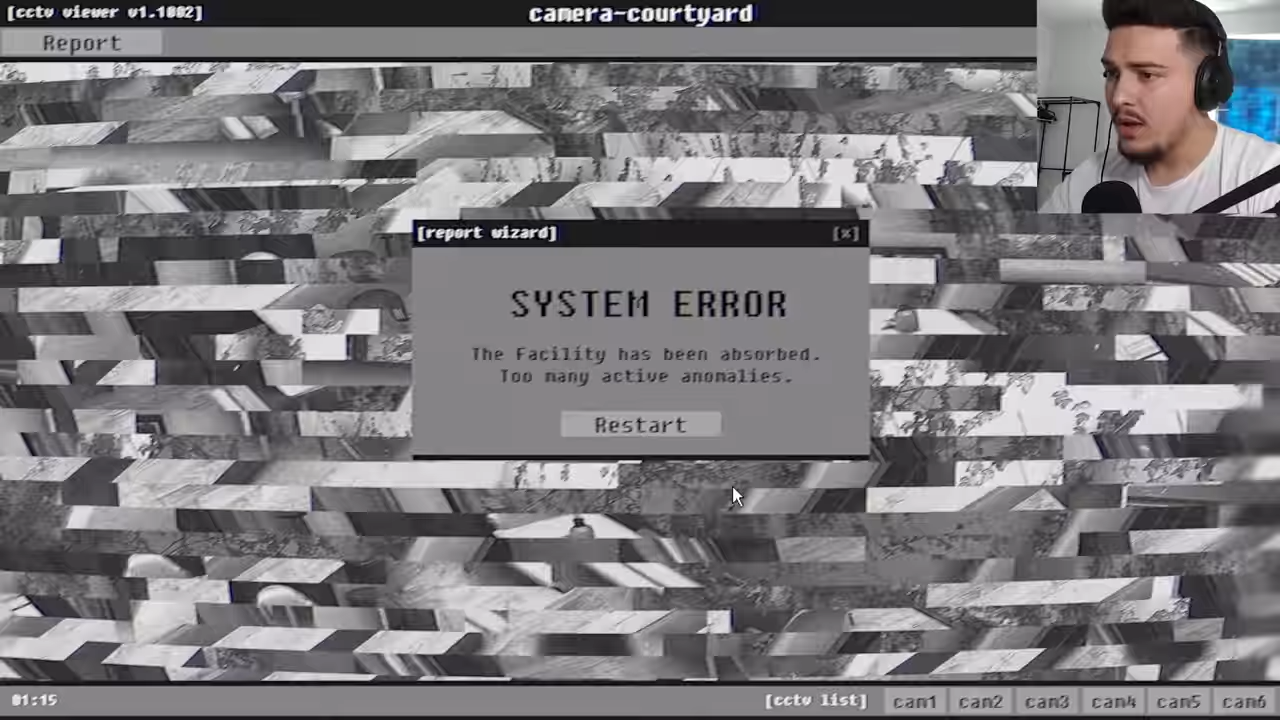 [cctv viewer v1.1802]
camera-courtyard
Report
[report wizard]
[x]
SYSTEM ERROR
The Facility has been absorbed.
Too many active anomalies.
Restart
01:15
[cctv list]
cam1
cam2
cam3
cam4
cam5
cam6